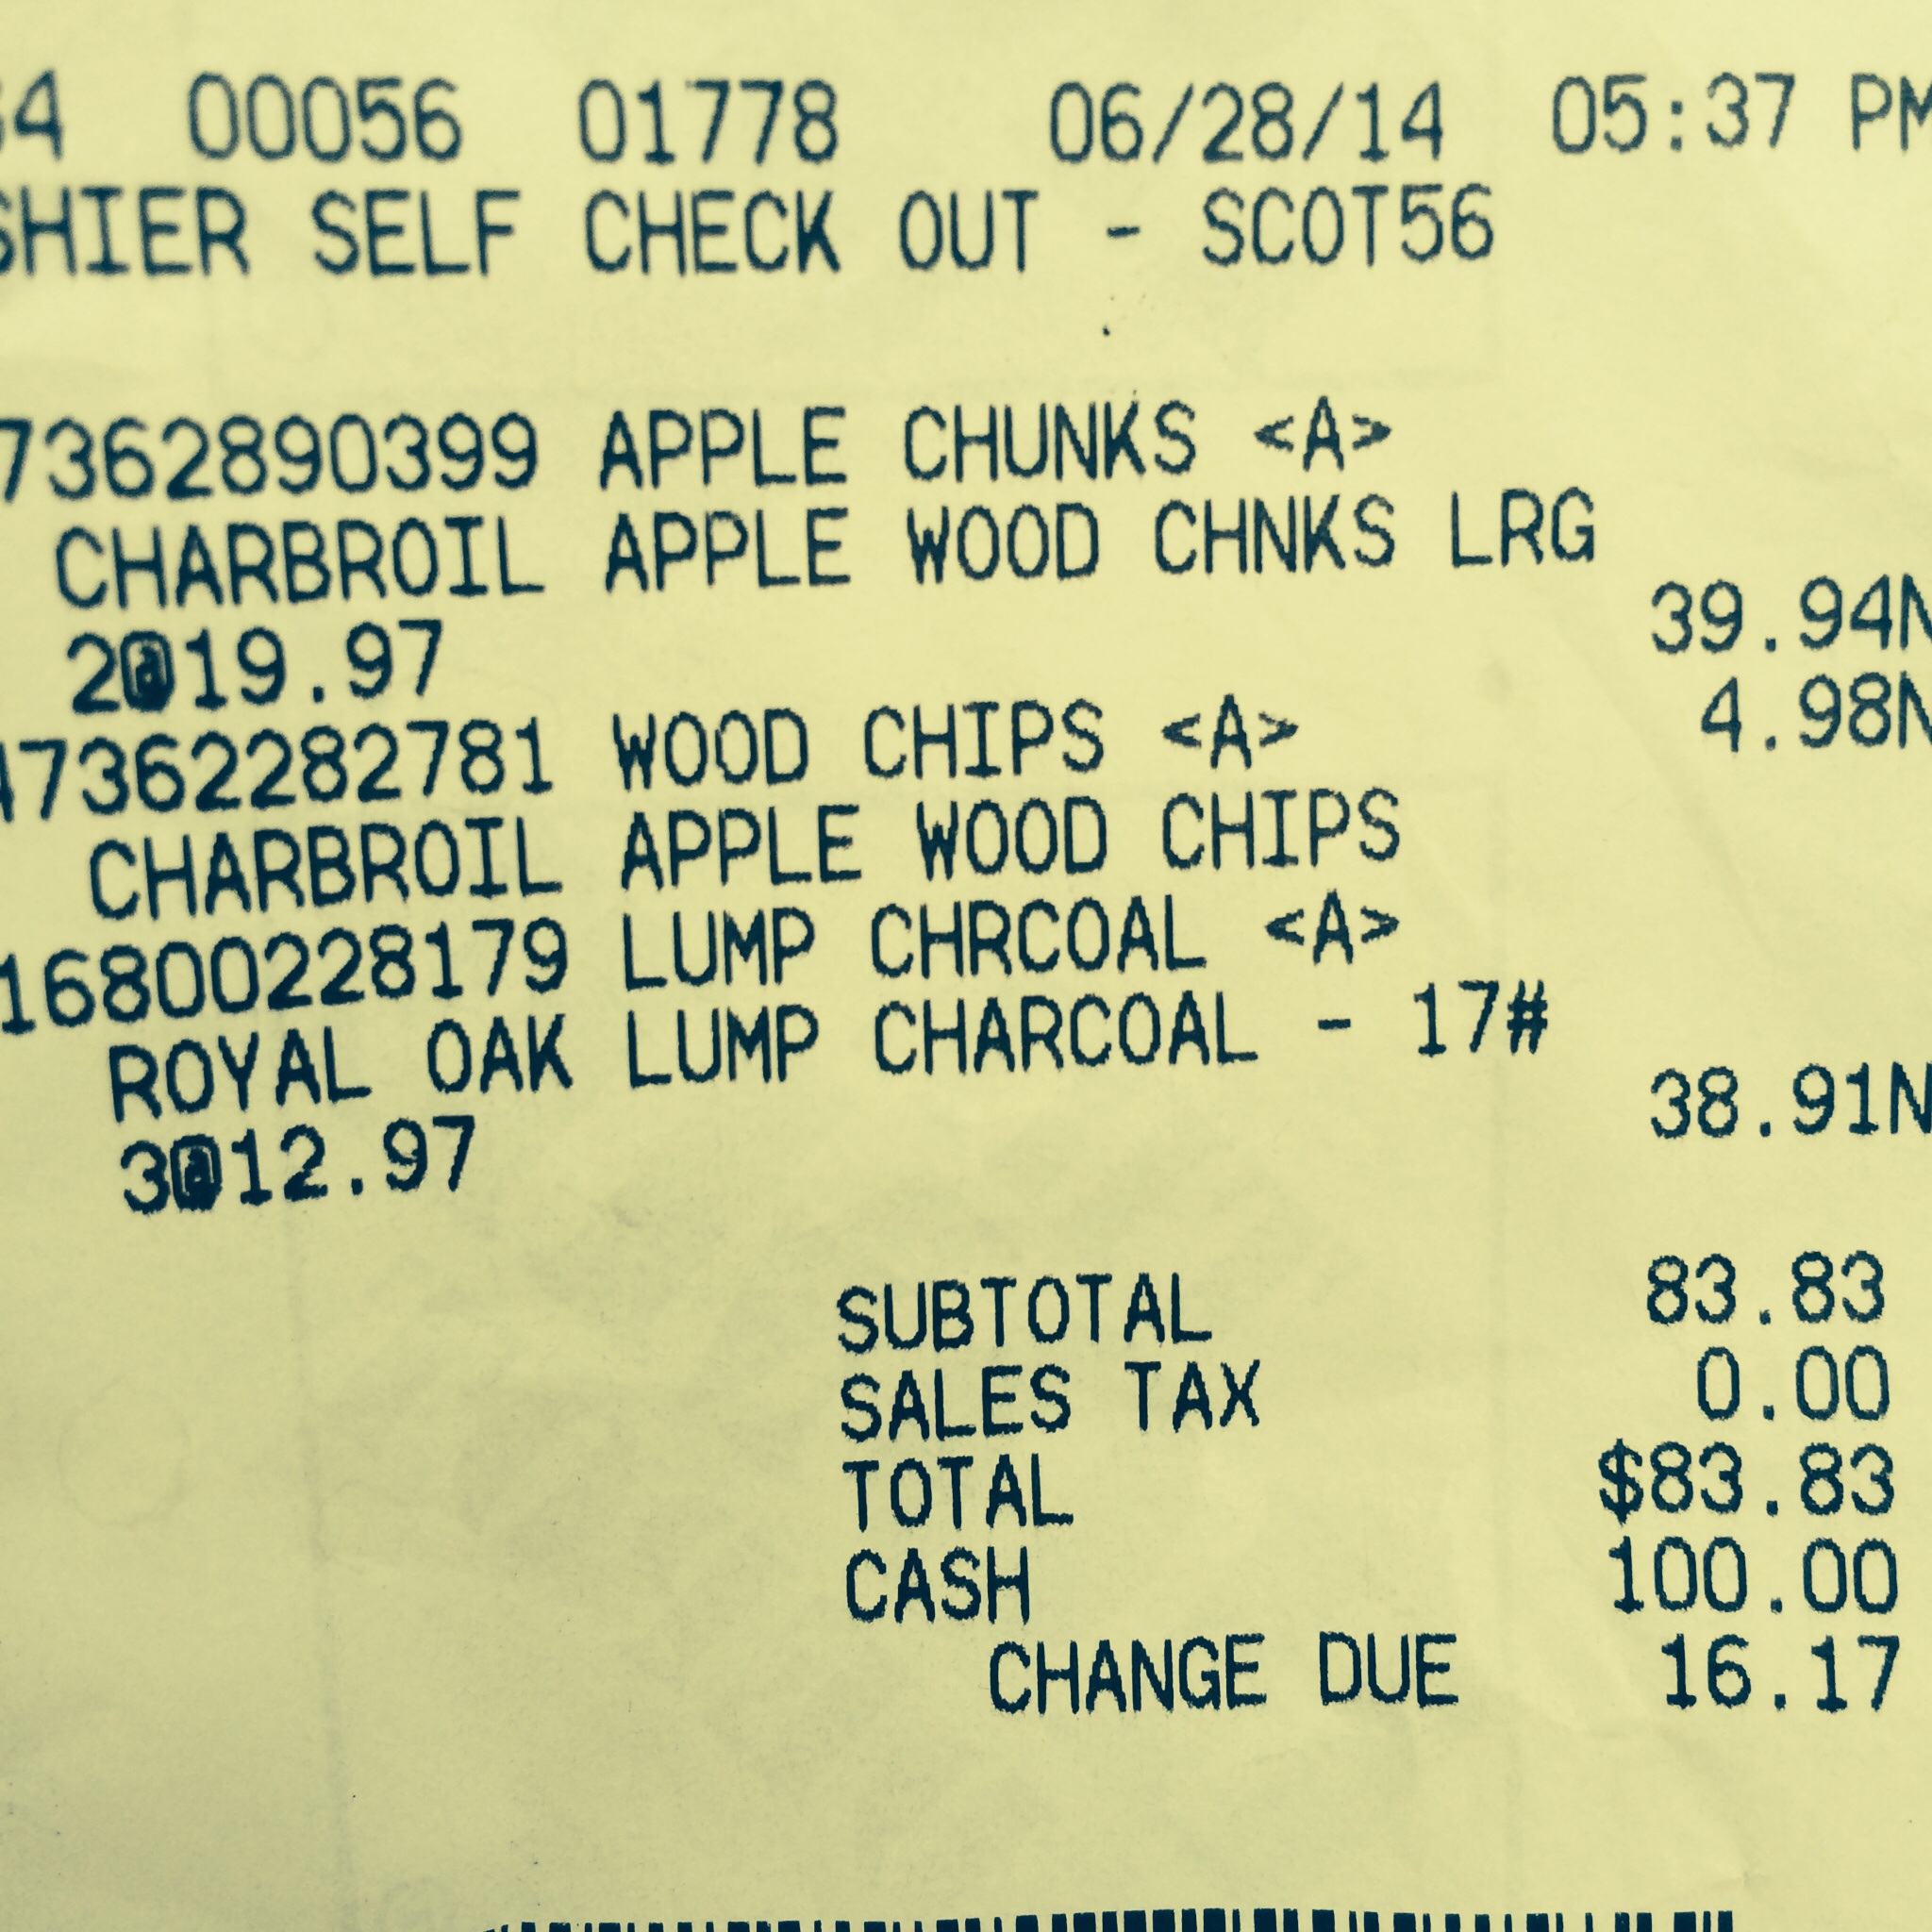 4 00056 01778 06/28/14 05:37 PM
SHIER SELF CHECK OUT - SCOT56
7362890399 APPLE CHUNKS <A>
CHARBROIL APPLE WOOD CHNKS LRG
2@19.97 39.94N
47362282781 WOOD CHIPS <A> 4.98N
CHARBROIL APPLE WOOD CHIPS
16800228179 LUMP CHRCOAL <A>
ROYAL OAK LUMP CHARCOAL - 17#
3@12.97 38.91N
SUBTOTAL 83.83
SALES TAX 0.00
TOTAL $83.83
CASH 100.00
CHANGE DUE 16.17